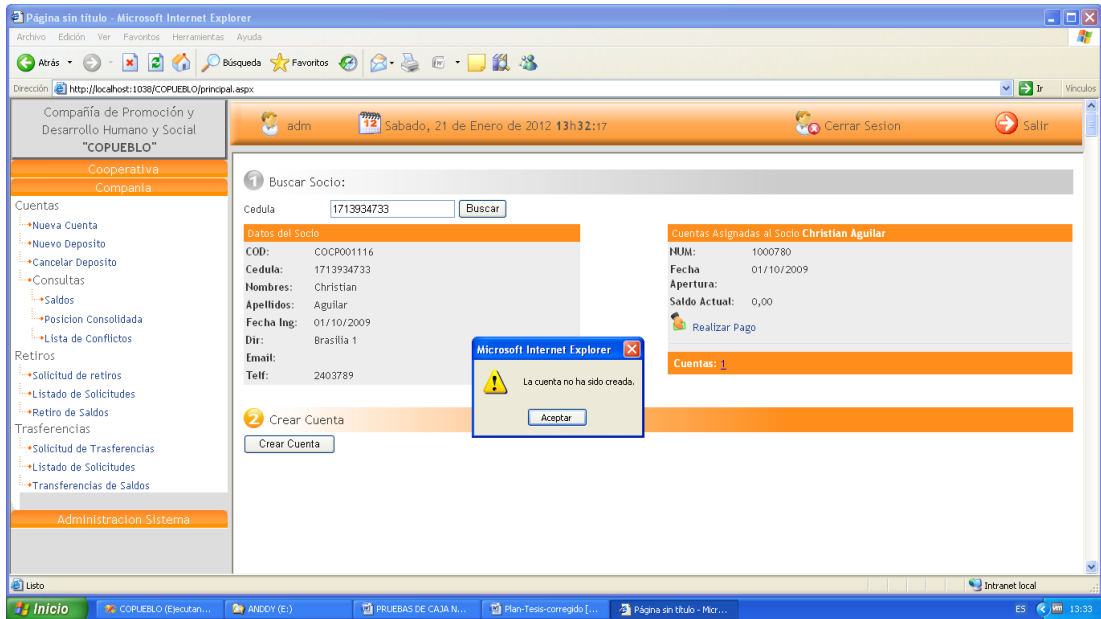 Página sin título - Microsoft Internet Explorer
Archivo Edición Ver Favoritos Herramientas Ayuda
Atrás Búsqueda Favoritos
Dirección http://localhost:1038/COPUEBLO/principal.aspx Ir Vínculos
Compañía de Promoción y
Desarrollo Humano y Social
"COPUEBLO"
adm 12 Sabado, 21 de Enero de 2012 13h32:17 Cerrar Sesion Salir
Cooperativa
Compania
Cuentas
Nueva Cuenta
Nuevo Deposito
Cancelar Deposito
Consultas
Saldos
Posicion Consolidada
Lista de Conflictos
Retiros
Solicitud de retiros
Listado de Solicitudes
Retiro de Saldos
Trasferencias
Solicitud de Trasferencias
Listado de Solicitudes
Transferencias de Saldos
Administracion Sistema
1 Buscar Socio:
Cedula 1713934733 Buscar
Datos del Socio
COD: COCP001116
Cedula: 1713934733
Nombres: Christian
Apellidos: Aguilar
Fecha Ing: 01/10/2009
Dir: Brasilia 1
Email:
Telf: 2403789
Cuentas Asignadas al Socio Christian Aguilar
NUM: 1000780
Fecha 01/10/2009
Apertura:
Saldo Actual: 0,00
Realizar Pago
Cuentas: 1
Microsoft Internet Explorer
La cuenta no ha sido creada.
Aceptar
2 Crear Cuenta
Crear Cuenta
Listo Intranet local
Inicio COPUEBLO (Ejecutan... ANDDY (E:) PRUEBAS DE CAJA N... Plan-Tesis-corregido [... Página sin título - Micr... ES 13:33